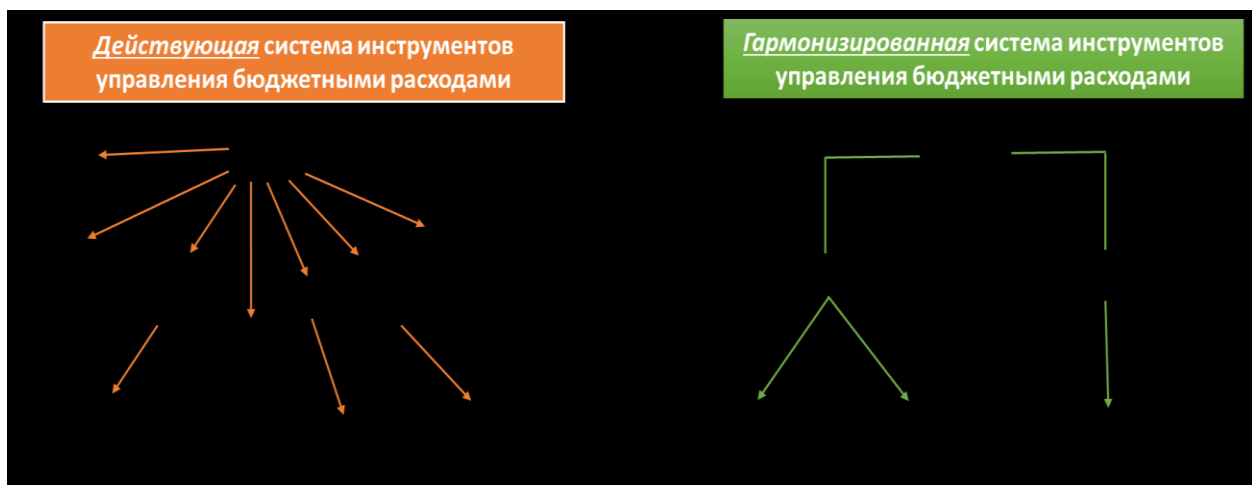 Действующая система инструментов
управления бюджетными расходами
Гармонизированная система инструментов
управления бюджетными расходами